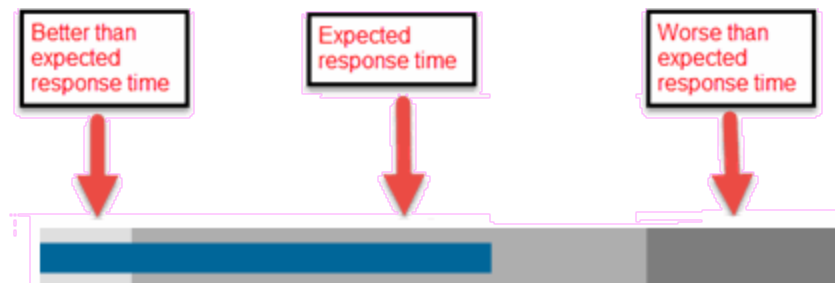 Better than
expected
response time
Expected
response time
Worse than
expected
response time